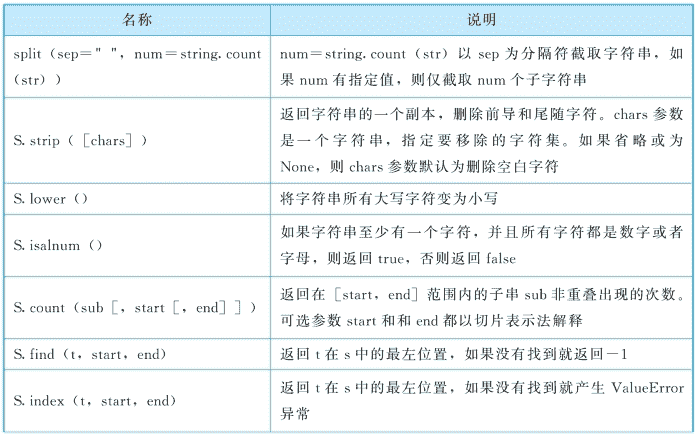 名称
说明
split（sep=" "，num=string. count
（str））
num=string. count（str）以 sep 为分隔符截取字符串，如
果 num 有指定值，则仅截取 num 个子字符串
S. strip（［chars］）
返回字符串的一个副本，删除前导和尾随字符。chars 参数
是一个字符串，指定要移除的字符集。如果省略或为
None，则 chars 参数默认为删除空白字符
S. lower（）
将字符串所有大写字符变为小写
S. isalnum（）
如果字符串至少有一个字符，并且所有字符都是数字或者
字母，则返回 true，否则返回 false
S. count（sub［，start［，end］］）
返回在［start，end］范围内的子串 sub 非重叠出现的次数。
可选参数 start和和 end 都以切片表示法解释
S. find（t，start，end）
返回 t 在 s 中的最左位置，如果没有找到就返回－1
S. index（t，start，end）
返回 t 在 s 中的最左位置，如果没有找到就产生 ValueError
异常